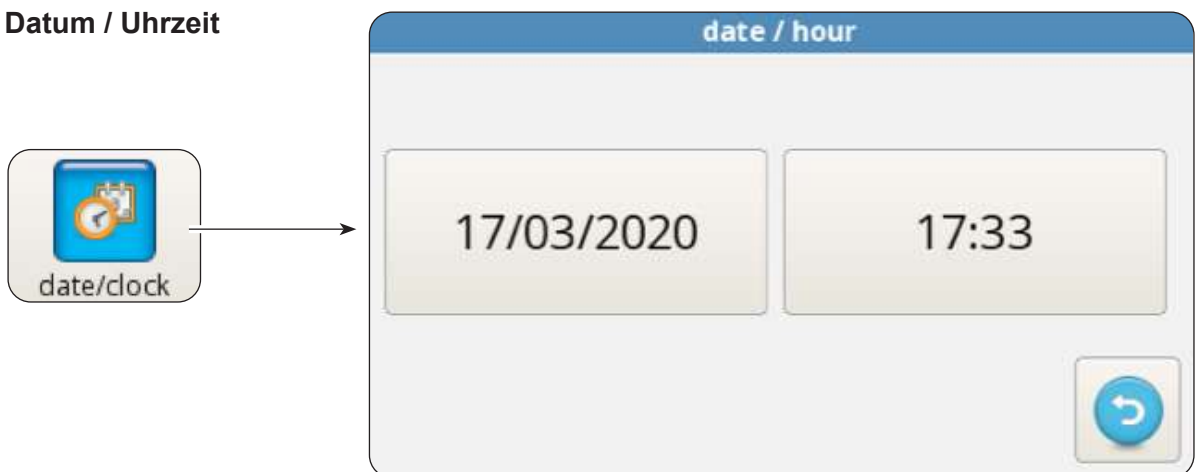 Datum / Uhrzeit
date / hour
17/03/2020
17:33
date/clock